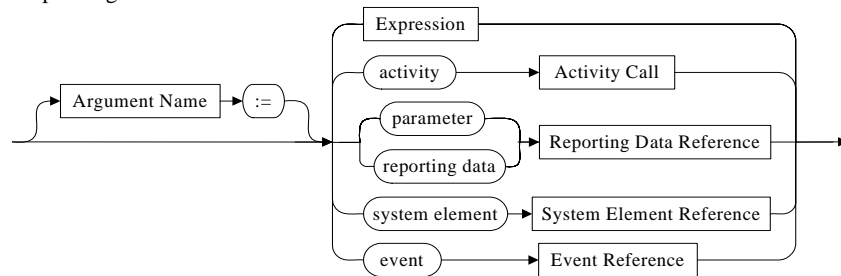 Expression
activity Activity Call
Argument Name :=
parameter
Reporting Data Reference
reporting data
system element System Element Reference
event Event Reference